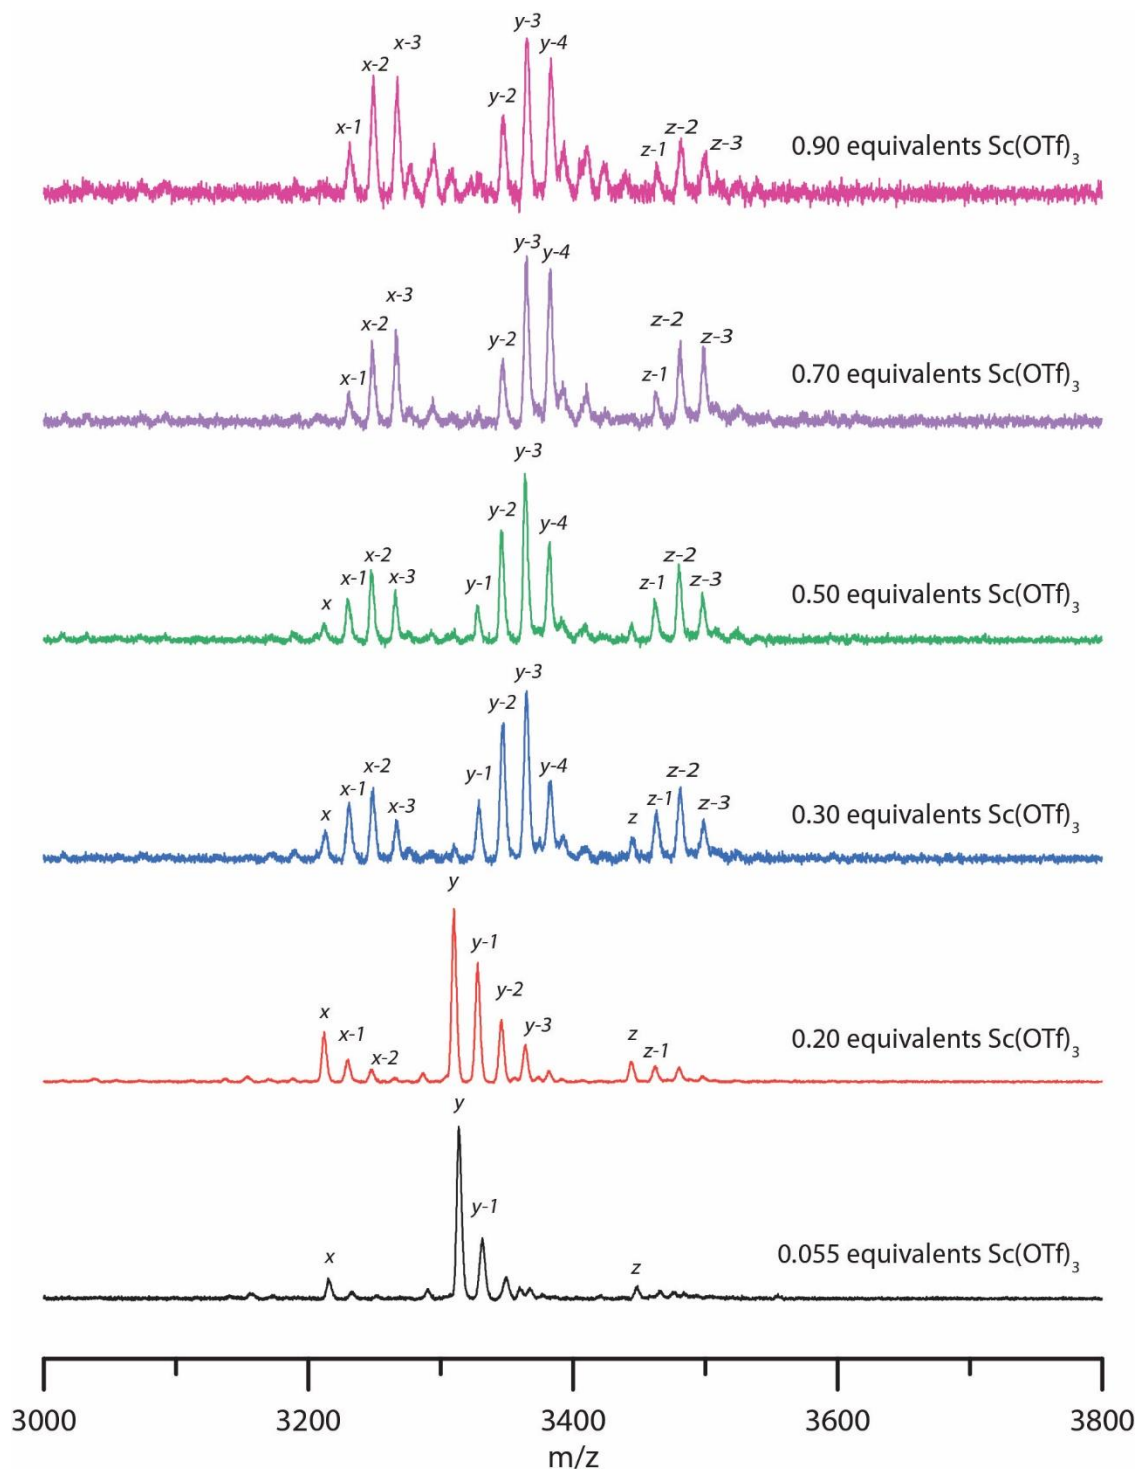 y-3
x-3
y-4
x-2
y-2
x-1
z-2
z-1
z-3
0.90 equivalents Sc(OTf)3
y-3
y-4
x-3
x-2
y-2
z-2
z-3
x-1
z-1
0.70 equivalents Sc(OTf)3
y-3
y-2
y-4
x-2
x-1
x-3
x
y-1
z-2
z-1
z-3
0.50 equivalents Sc(OTf)3
y-3
y-2
x-2
y-1
y-4
z-2
x-1
x-3
x
z-1
z-3
z
0.30 equivalents Sc(OTf)3
y
y-1
y-2
x
x-1
x-2
y-3
z
z-1
0.20 equivalents Sc(OTf)3
y
y-1
x
z
0.055 equivalents Sc(OTf)3
3000 3200 3400 3600 3800
m/z